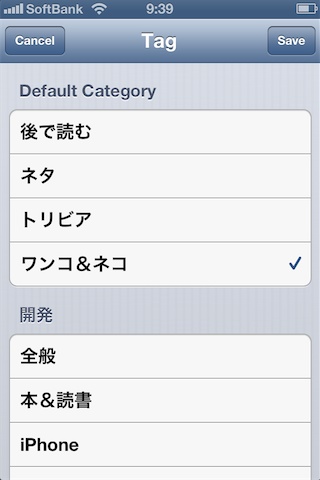 SoftBank 9:39
Cancel Tag Save
Default Category
後で読む
ネタ
トリビア
ワンコ＆ネコ
開発
全般
本＆読書
iPhone